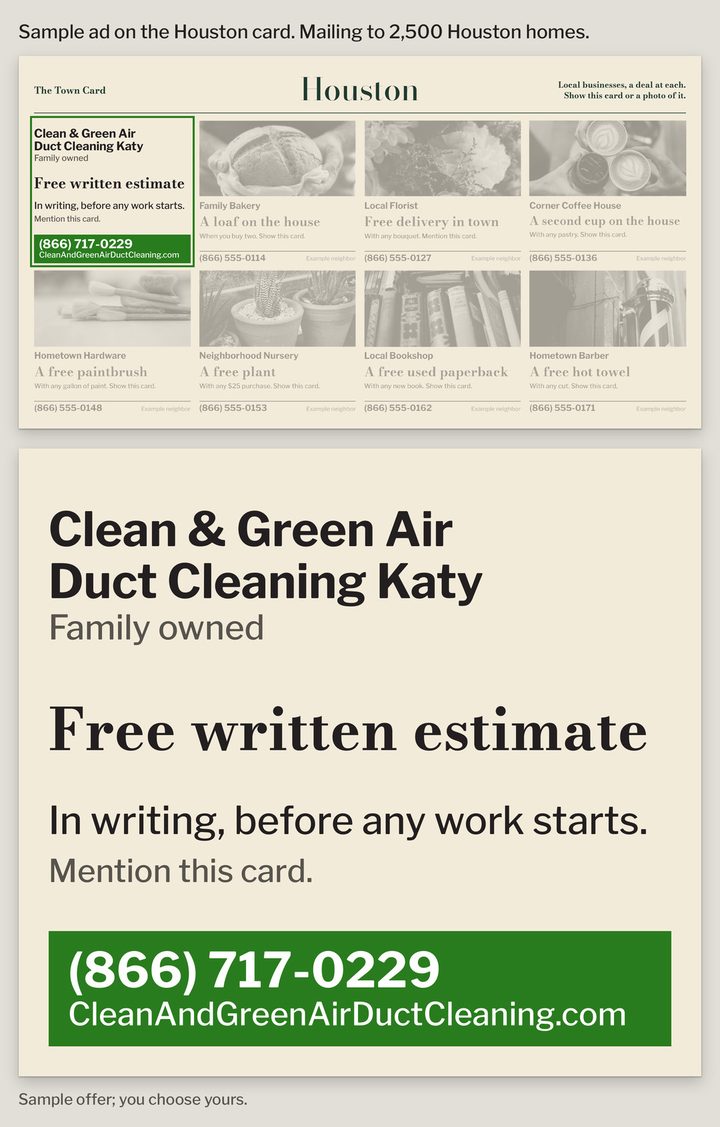 Sample ad on the Houston card. Mailing to 2,500 Houston homes.
The Town Card
Houston
Local businesses, a deal at each.
Show this card or a photo of it.
Clean & Green Air
Duct Cleaning Katy
Family owned
Free written estimate
In writing, before any work starts.
Mention this card.
(866) 717-0229
CleanAndGreenAirDuctCleaning.com
Family Bakery
A loaf on the house
When you buy two. Show this card.
(866) 555-0114
Example neighbor
Local Florist
Free delivery in town
With any bouquet. Mention this card.
(866) 555-0127
Example neighbor
Corner Coffee House
A second cup on the house
With any pastry. Show this card.
(866) 555-0136
Example neighbor
Hometown Hardware
A free paintbrush
With any gallon of paint. Show this card.
(866) 555-0148
Example neighbor
Neighborhood Nursery
A free plant
With any $25 purchase. Show this card.
(866) 555-0153
Example neighbor
Local Bookshop
A free used paperback
With any new book. Show this card.
(866) 555-0162
Example neighbor
Hometown Barber
A free hot towel
With any cut. Show this card.
(866) 555-0171
Example neighbor
Clean & Green Air
Duct Cleaning Katy
Family owned
Free written estimate
In writing, before any work starts.
Mention this card.
(866) 717-0229
CleanAndGreenAirDuctCleaning.com
Sample offer; you choose yours.